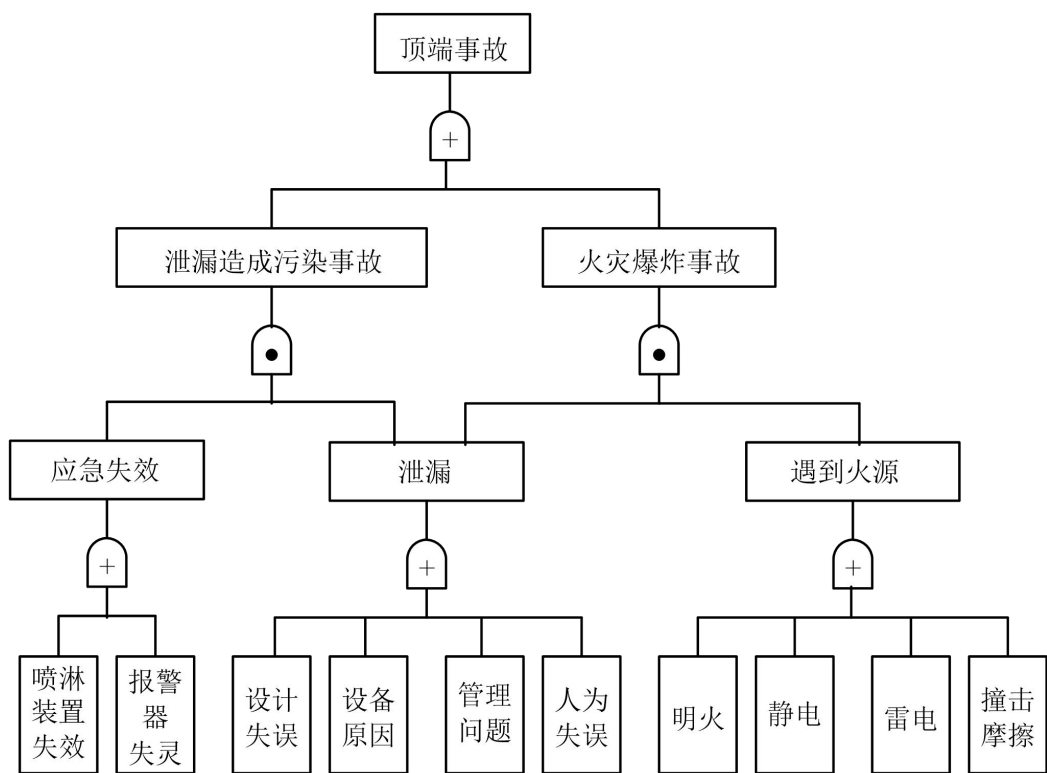 顶端事故
+
泄漏造成污染事故
火灾爆炸事故
应急失效
泄漏
遇到火源
+
+
+
喷淋
装置
失效
报警
器
失灵
设计
失误
设备
原因
管理
问题
人为
失误
明火
静电
雷电
撞击
摩擦